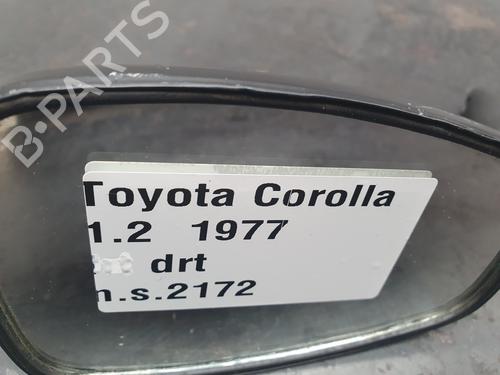 B-PARTS
Toyota Corolla
1.2 1977
drt
n.s.2172